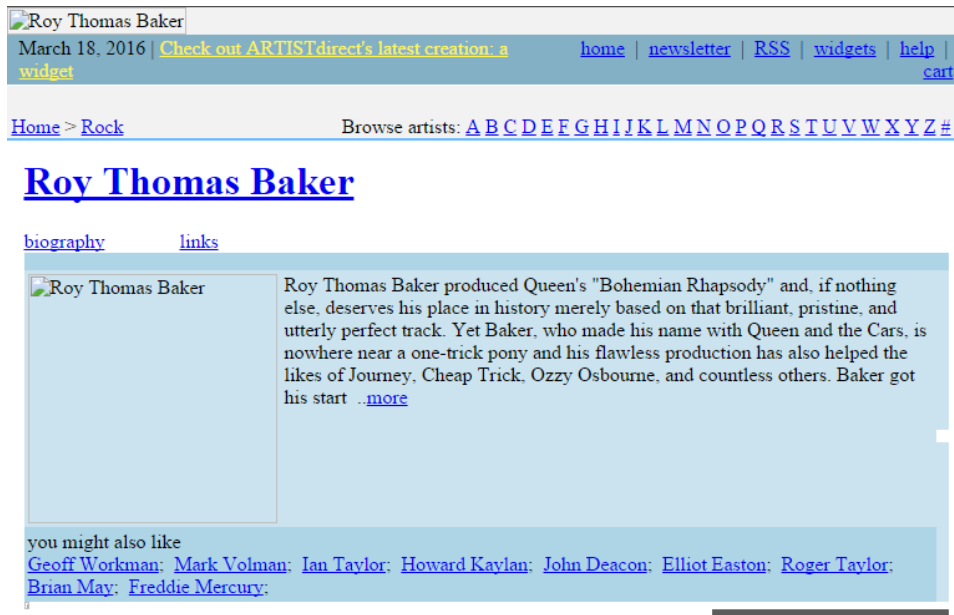 Roy Thomas Baker
March 18, 2016 | Check out ARTISTdirect's latest creation: a widget
home | newsletter | RSS | widgets | help | cart
Home > Rock
Browse artists: A B C D E F G H I J K L M N O P Q R S T U V W X Y Z #
Roy Thomas Baker
biography links
Roy Thomas Baker
Roy Thomas Baker produced Queen's "Bohemian Rhapsody" and, if nothing
else, deserves his place in history merely based on that brilliant, pristine, and
utterly perfect track. Yet Baker, who made his name with Queen and the Cars, is
nowhere near a one-trick pony and his flawless production has also helped the
likes of Journey, Cheap Trick, Ozzy Osbourne, and countless others. Baker got
his start ..more
you might also like
Geoff Workman; Mark Volman; Ian Taylor; Howard Kaylan; John Deacon; Elliot Easton; Roger Taylor;
Brian May; Freddie Mercury;